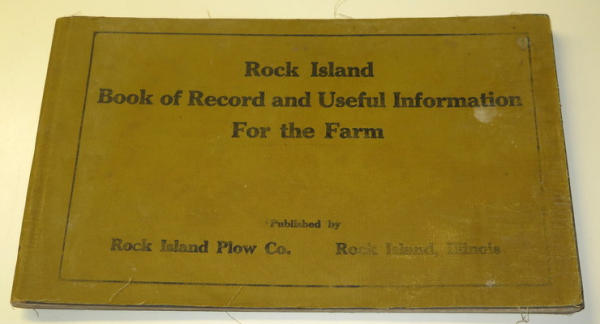 Rock Island
Book of Record and Useful Information
For the Farm
Published by
Rock Island Plow Co. Rock Island, Illinois